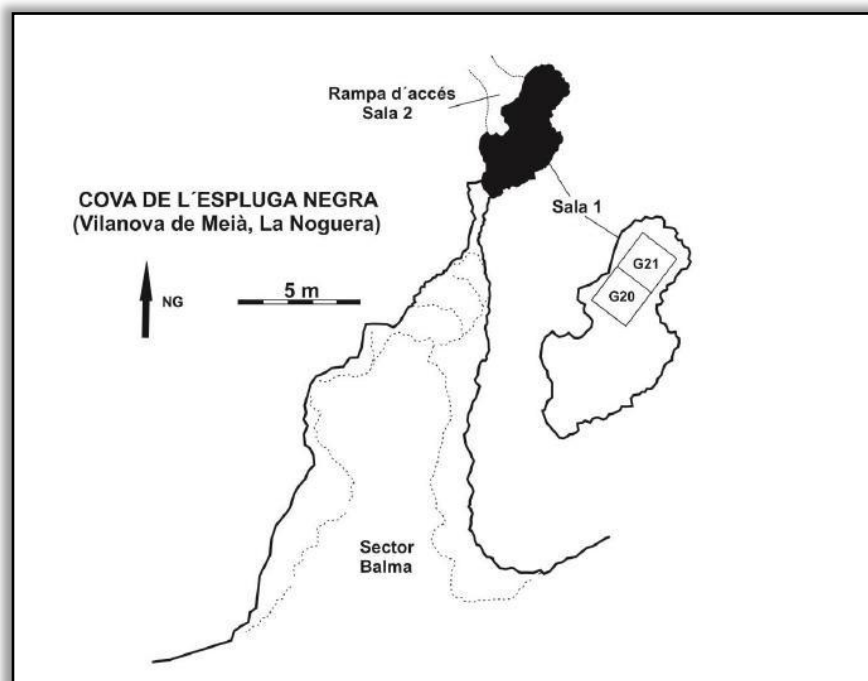 Rampa d´accés
Sala 2
COVA DE L´ESPLUGA NEGRA
(Vilanova de Meià, La Noguera)
Sala 1
NG
5 m
G21
G20
Sector
Balma